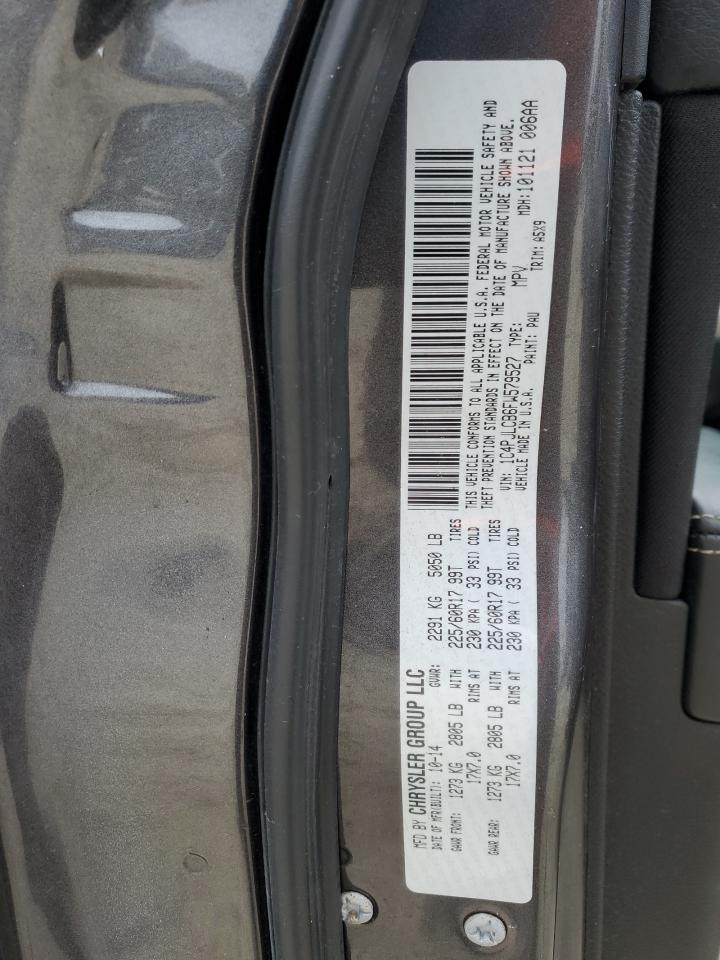 MFD BY CHRYSLER GROUP LLC
DATE OF MFR(BUILT): 10-14 GVWR: 2291 KG 5050 LB
GAWR FRONT: 1273 KG 2805 LB WITH 225/60R17 99T TIRES
17X7.0 RIMS AT 230 KPA ( 33 PSI) COLD
GAWR REAR: 1273 KG 2805 LB WITH 225/60R17 99T TIRES
17X7.0 RIMS AT 230 KPA ( 33 PSI) COLD
THIS VEHICLE CONFORMS TO ALL APPLICABLE U.S.A. FEDERAL MOTOR VEHICLE SAFETY AND
THEFT PREVENTION STANDARDS IN EFFECT ON THE DATE OF MANUFACTURE SHOWN ABOVE.
VIN: 1C4PJLCB6FW579527 TYPE: MPV MDH:101121 006AA
VEHICLE MADE IN U.S.A. PAINT: PAU TRIM: A5X9